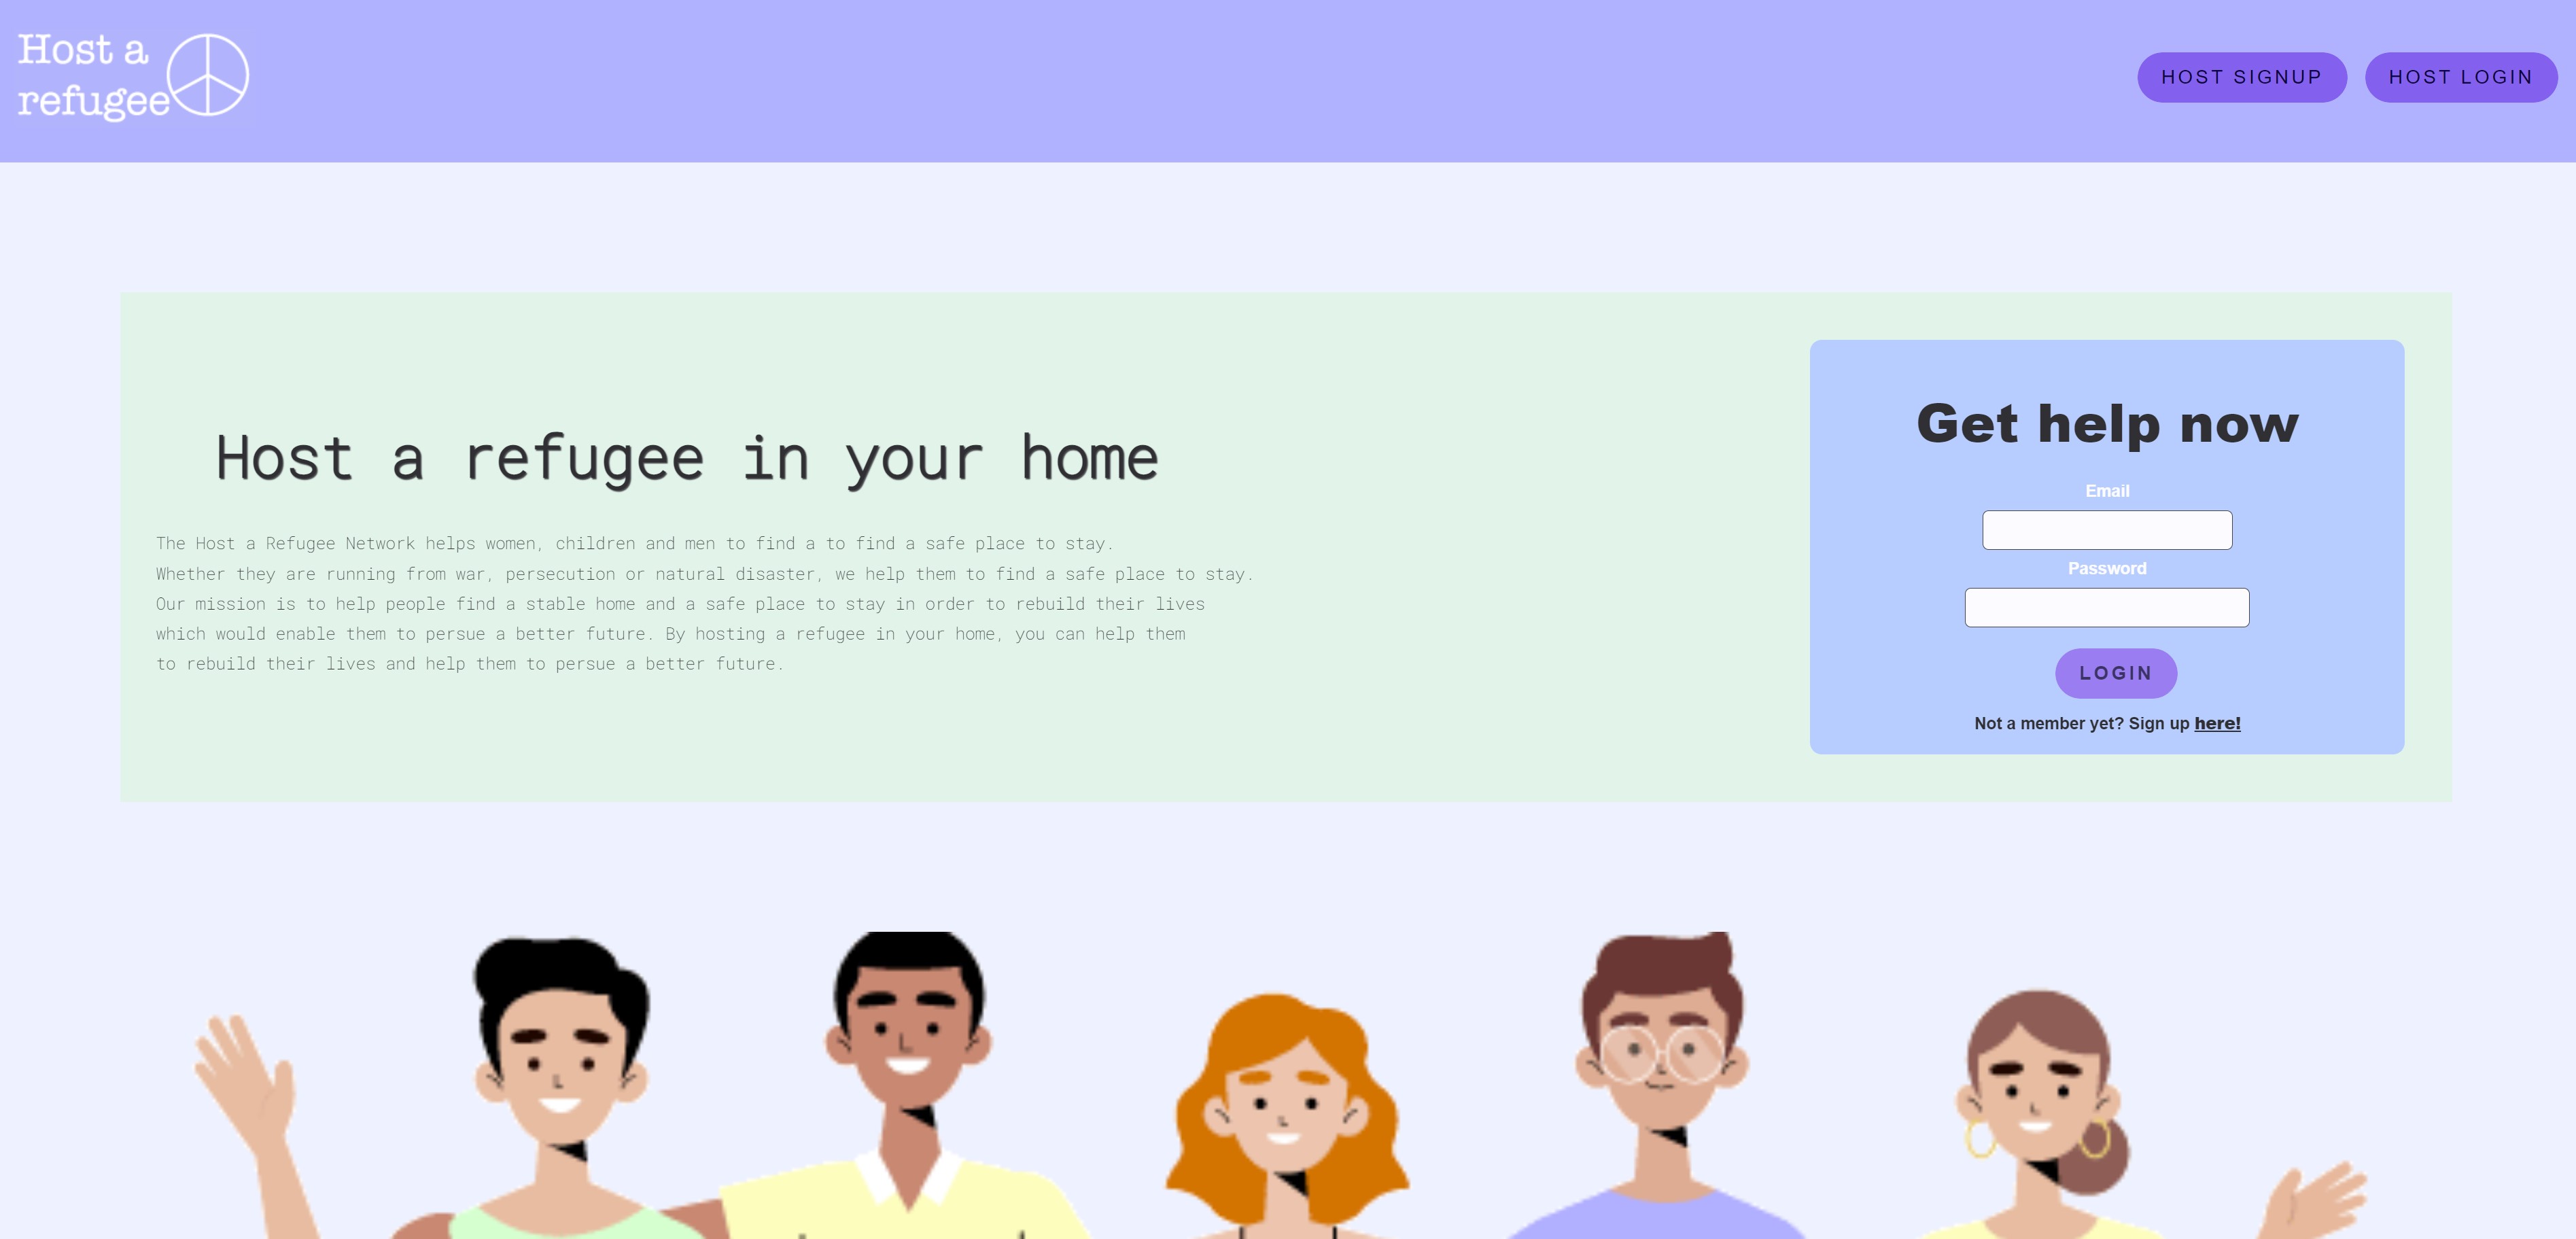 Host a
refugee
HOST SIGNUP
HOST LOGIN
Host a refugee in your home
The Host a Refugee Network helps women, children and men to find a to find a safe place to stay.
Whether they are running from war, persecution or natural disaster, we help them to find a safe place to stay.
Our mission is to help people find a stable home and a safe place to stay in order to rebuild their lives
which would enable them to persue a better future. By hosting a refugee in your home, you can help them
to rebuild their lives and help them to persue a better future.
Get help now
Email
Password
LOGIN
Not a member yet? Sign up here!